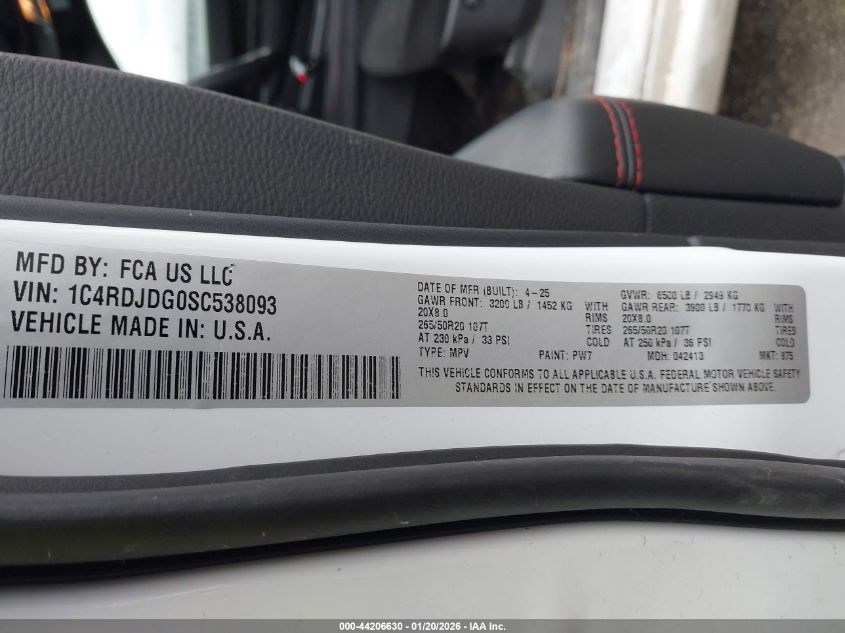 MFD BY: FCA US LLC
VIN: 1C4RDJDG0SC538093
VEHICLE MADE IN: U.S.A.
DATE OF MFR (BUILT): 4-25 GVWR: 6500 LB / 2949 KG
GAWR FRONT: 3200 LB / 1452 KG WITH GAWR REAR: 3900 LB / 1770 KG WITH
20X8.0 RIMS 20X8.0 RIMS
265/50R20 107T TIRES 265/50R20 107T TIRES
AT 230 kPa / 33 PSI COLD AT 250 kPa / 36 PSI COLD
TYPE: MPV PAINT: PW7 MDH: 042413 MKT: 875
THIS VEHICLE CONFORMS TO ALL APPLICABLE U.S.A. FEDERAL MOTOR VEHICLE SAFETY
STANDARDS IN EFFECT ON THE DATE OF MANUFACTURE SHOWN ABOVE.
000-44206630 - 01/20/2026 - IAA Inc.